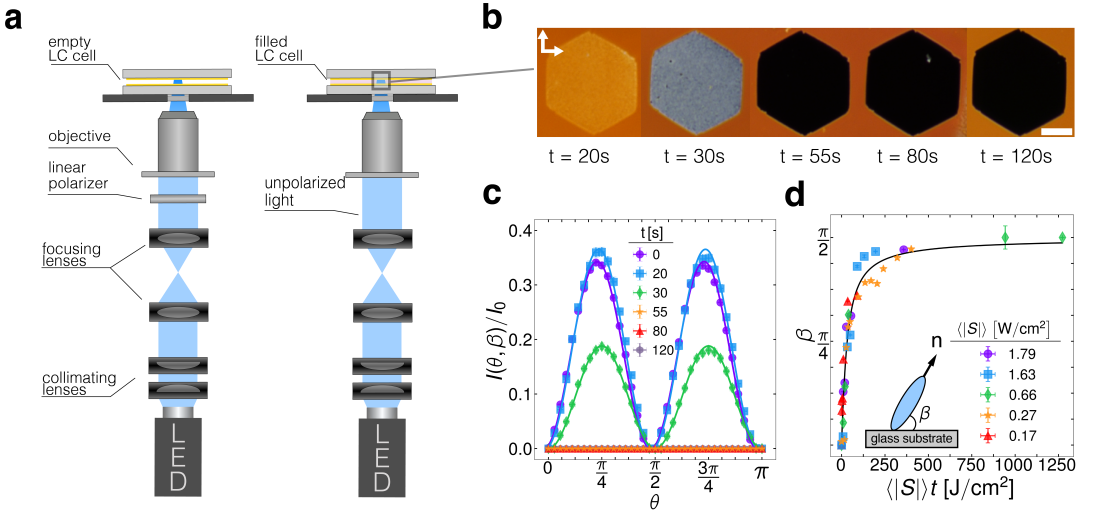 a
empty
LC cell
filled
LC cell
objective
linear
polarizer
unpolarized
light
focusing
lenses
collimating
lenses
LED
LED
b
t = 20s
t = 30s
t = 55s
t = 80s
t = 120s
c
I(θ, β)/I₀
0.4
0.3
0.2
0.1
0.0
t [s]
0
20
30
55
80
120
0
π/4
π/2
3π/4
π
θ
d
β
π/2
π/4
⟨|S|⟩ [W/cm²]
1.79
1.63
0.66
0.27
0.17
n
β
glass substrate
0
250
500
750
1000
1250
⟨|S|⟩t [J/cm²]